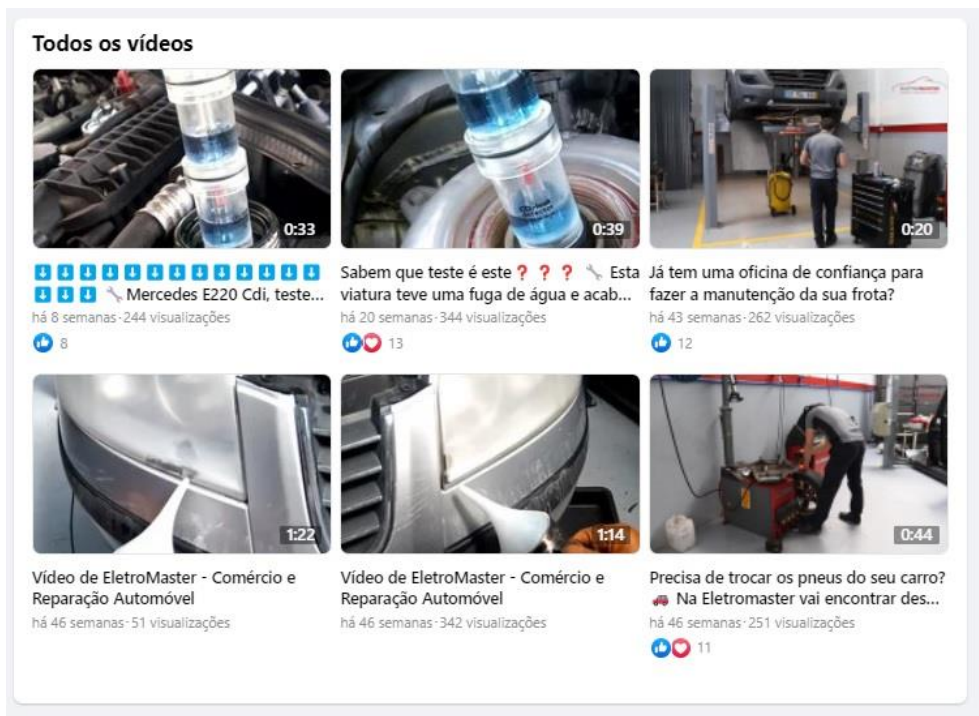 Todos os vídeos
0:33
0:39
0:20
⬇⬇⬇⬇⬇⬇⬇⬇⬇⬇⬇⬇⬇
⬇⬇⬇ 🔧 Mercedes E220 Cdi, teste...
há 8 semanas · 244 visualizações
8
Sabem que teste é este ❓ ❓ ❓ 🔧 Esta
viatura teve uma fuga de água e acab...
há 20 semanas · 344 visualizações
13
Já tem uma oficina de confiança para
fazer a manutenção da sua frota?
há 43 semanas · 262 visualizações
12
1:22
1:14
0:44
Vídeo de EletroMaster - Comércio e
Reparação Automóvel
há 46 semanas · 51 visualizações
Vídeo de EletroMaster - Comércio e
Reparação Automóvel
há 46 semanas · 342 visualizações
Precisa de trocar os pneus do seu carro?
🚗 Na Eletromaster vai encontrar des...
há 46 semanas · 251 visualizações
11